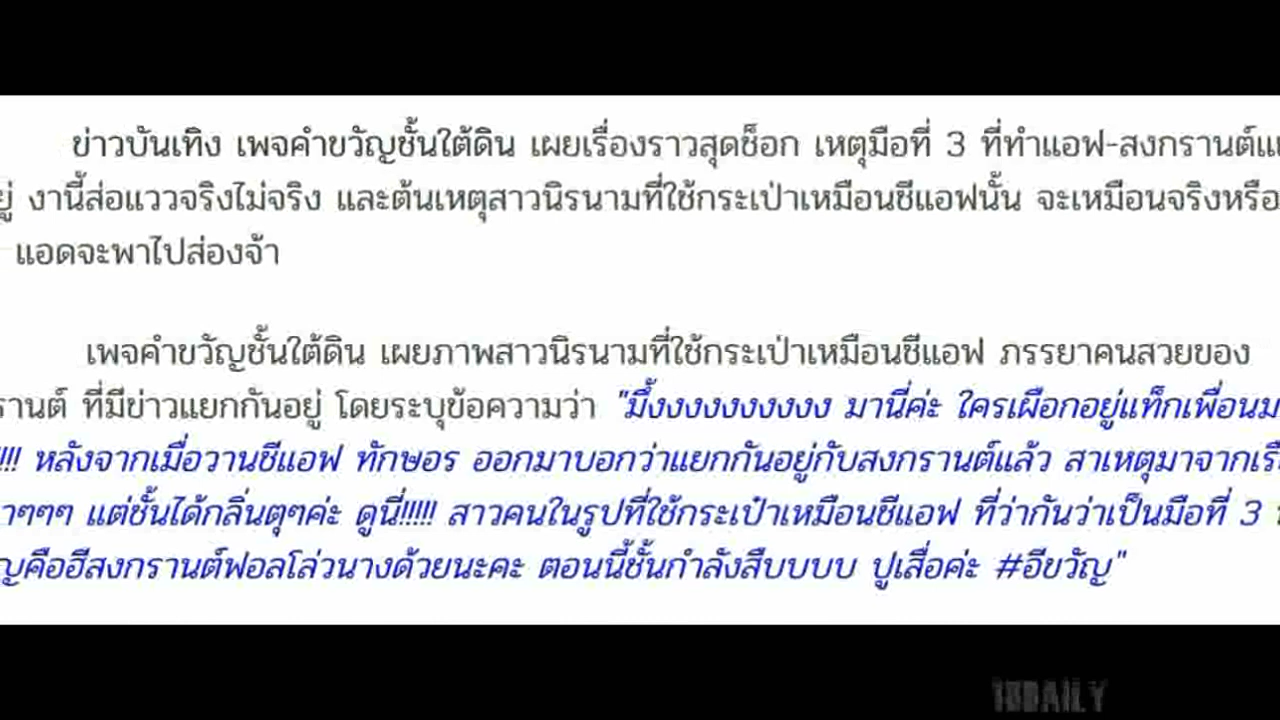 ข่าวบันเทิง เพจคำขวัญชั้นใต้ดิน เผยเรื่องราวสุดช็อก เหตุมือที่ 3 ที่ทำแอฟ-สงกรานต์แ
ยู่ งานี้ส่อแววจริงไม่จริง และต้นเหตุสาวนิรนามที่ใช้กระเป๋าเหมือนชีแอฟนั้น จะเหมือนจริงหรือ
แอดจะพาไปส่องจ้า
เพจคำขวัญชั้นใต้ดิน เผยภาพสาวนิรนามที่ใช้กระเป๋าเหมือนชีแอฟ ภรรยาคนสวยของ
รานต์ ที่มีข่าวแยกกันอยู่ โดยระบุข้อความว่า "มึ้งงงงงงงงงง มานี่ค่ะ ใครเผือกอยู่แท็กเพื่อนม
!!! หลังจากเมื่อวานชีแอฟ ทักษอร ออกมาบอกว่าแยกกันอยู่กับสงกรานต์แล้ว สาเหตุมาจากเรื
าๆๆๆ แต่ชั้นได้กลิ่นตุๆค่ะ ดูนี่!!!!! สาวคนในรูปที่ใช้กระเป๋าเหมือนชีแอฟ ที่ว่ากันว่าเป็นมือที่ 3
ญคือฮีสงกรานต์ฟอลโล่วนางด้วยนะคะ ตอนนี้ชั้นกำลังสืบบบบ ปูเสื่อค่ะ #อีขวัญ"